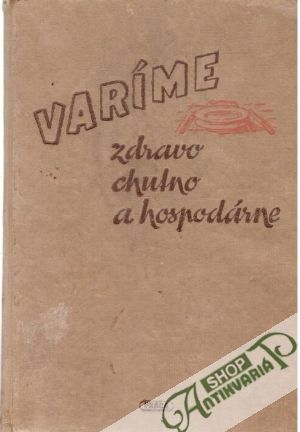 VARÍME
zdravo
chutno
a hospodárne
SHOP
ANTIKVARIAT